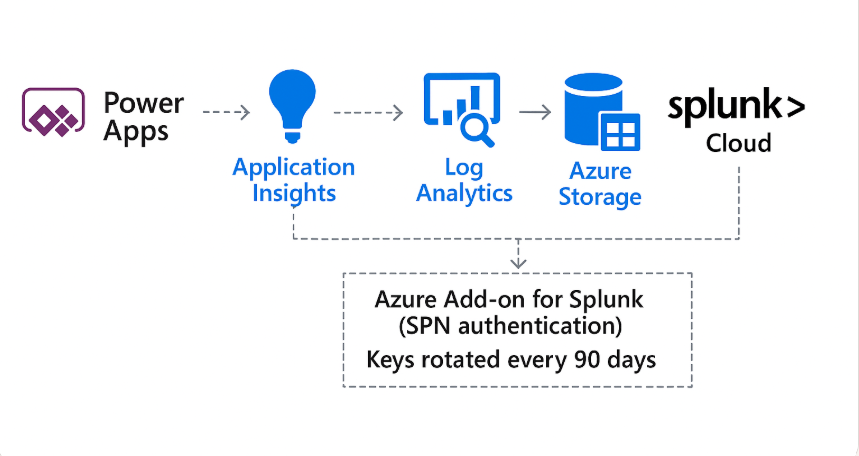 Power
Apps
Application
Insights
Log
Analytics
Azure
Storage
splunk>
Cloud
Azure Add-on for Splunk
(SPN authentication)
Keys rotated every 90 days